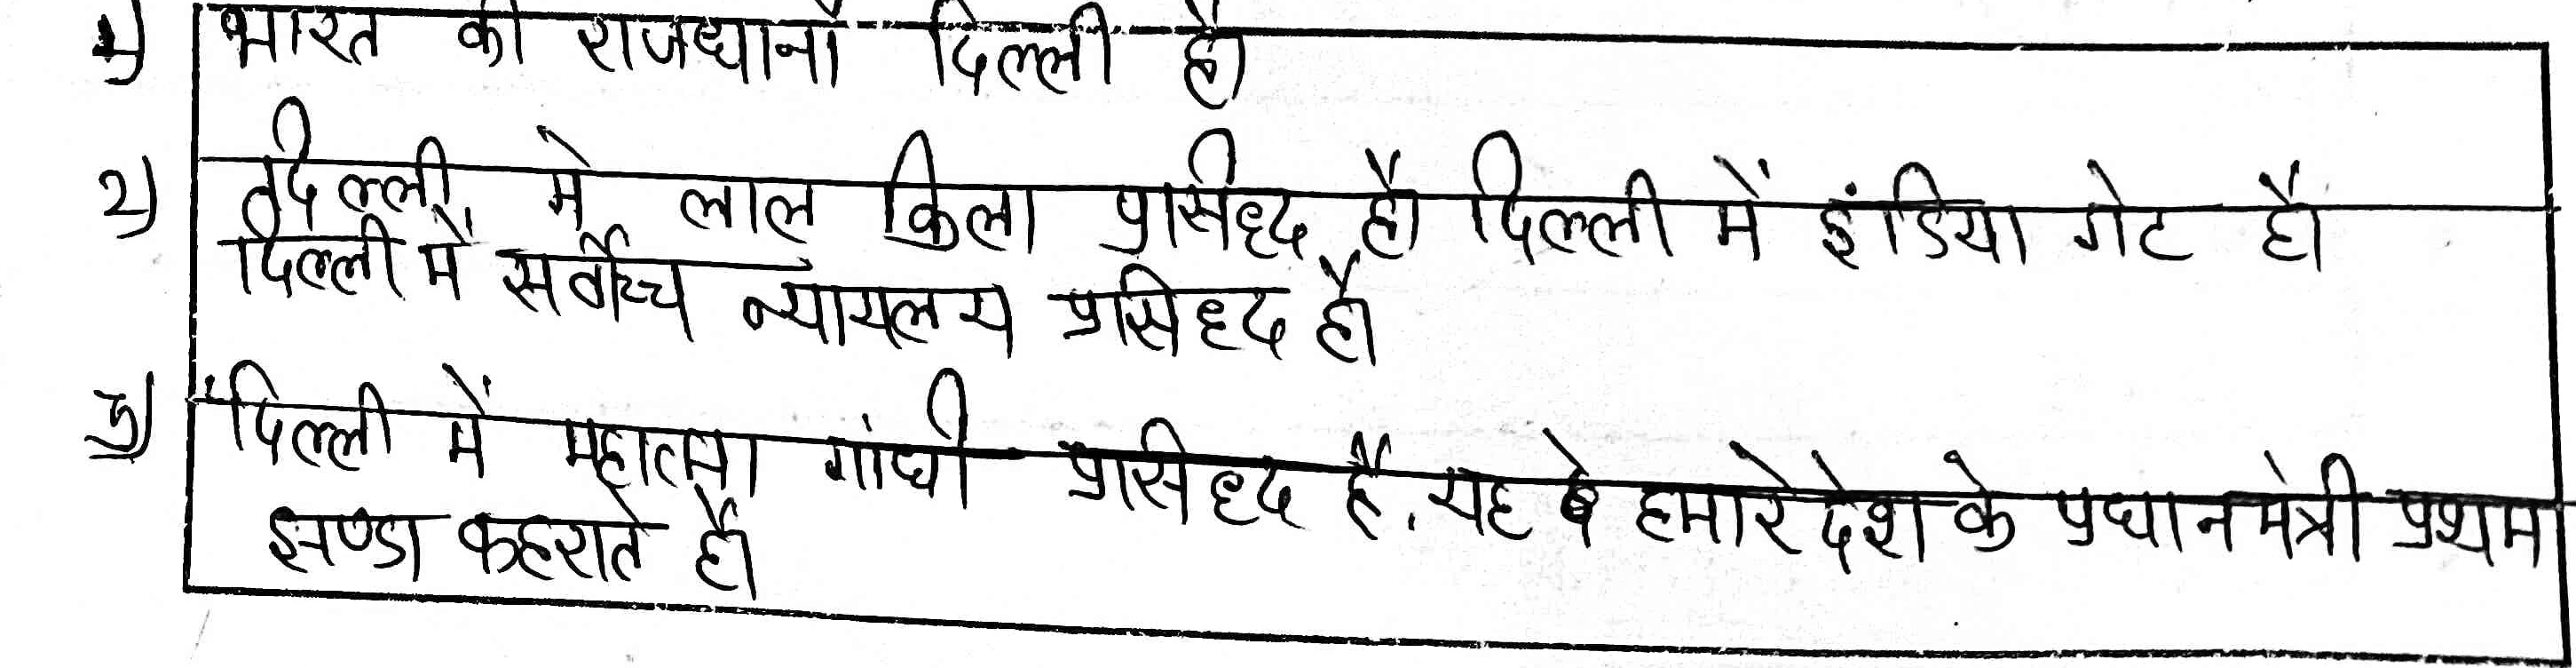 1) भारत की राजधानी दिल्ली है।
2) दिल्ली मे लाल किला प्रसिध्द है। दिल्ली में इंडिया गेट है।
दिल्ली में सर्वोच्च न्यायलय प्रसिध्द है।
3) दिल्ली में महात्मा गांधी प्रसिध्द है. यह हमारे देश के प्रधानमंत्री प्रथम
झण्डा फहराते है।